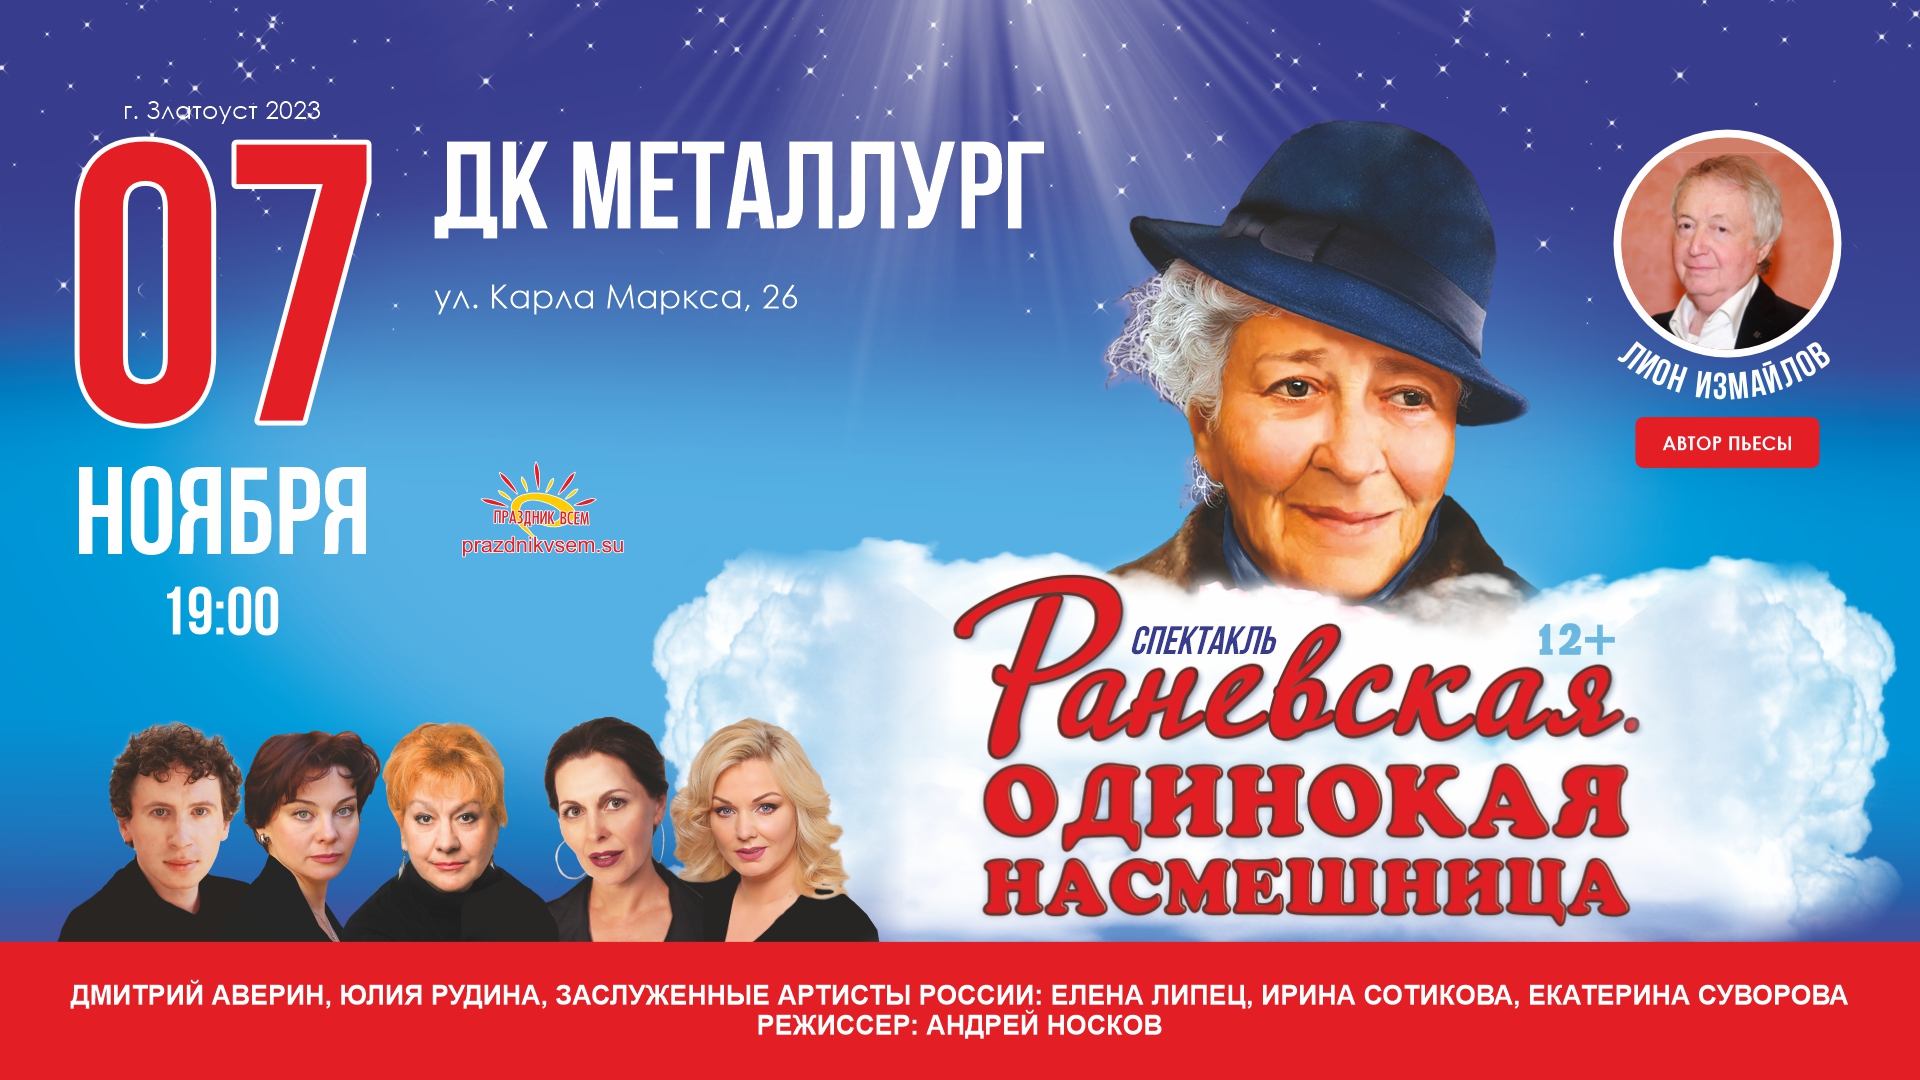 г. Златоуст 2023
07
НОЯБРЯ
19:00
ДК МЕТАЛЛУРГ
ул. Карла Маркса, 26
ПРАЗДНИК ВСЕМ
prazdnikvsem.su
ЛИОН ИЗМАЙЛОВ
АВТОР ПЬЕСЫ
СПЕКТАКЛЬ
12+
Раневская.
ОДИНОКАЯ
НАСМЕШНИЦА
ДМИТРИЙ АВЕРИН, ЮЛИЯ РУДИНА, ЗАСЛУЖЕННЫЕ АРТИСТЫ РОССИИ: ЕЛЕНА ЛИПЕЦ, ИРИНА СОТИКОВА, ЕКАТЕРИНА СУВОРОВА
РЕЖИССЕР: АНДРЕЙ НОСКОВ